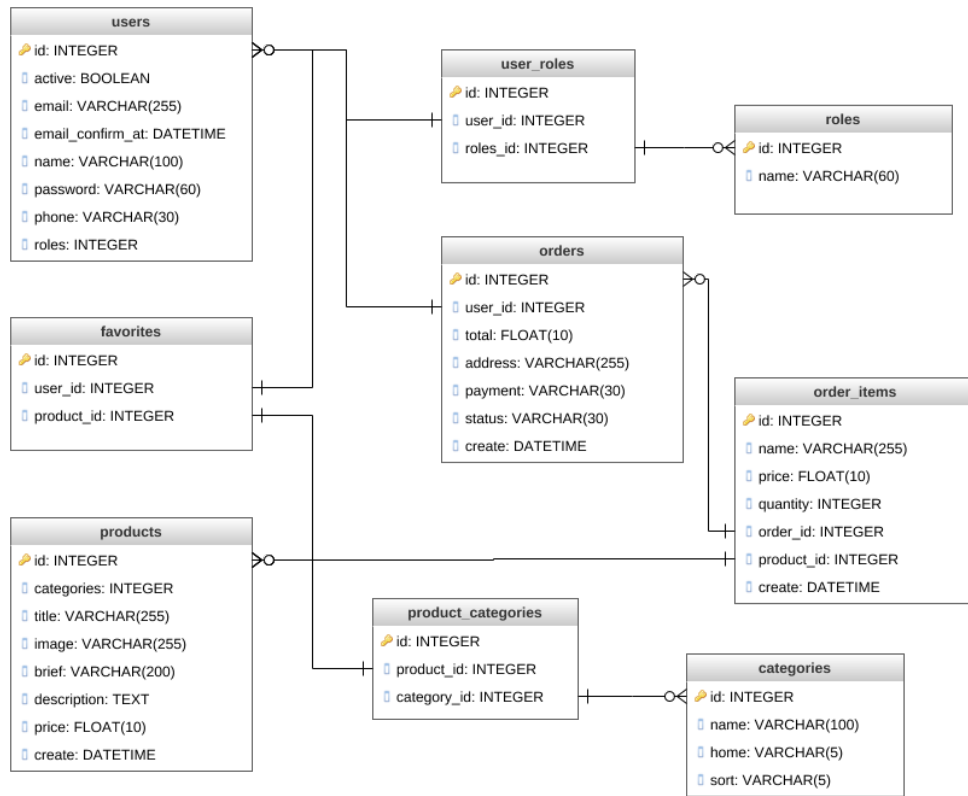 users
id: INTEGER
active: BOOLEAN
email: VARCHAR(255)
email_confirm_at: DATETIME
name: VARCHAR(100)
password: VARCHAR(60)
phone: VARCHAR(30)
roles: INTEGER
user_roles
id: INTEGER
user_id: INTEGER
roles_id: INTEGER
roles
id: INTEGER
name: VARCHAR(60)
favorites
id: INTEGER
user_id: INTEGER
product_id: INTEGER
orders
id: INTEGER
user_id: INTEGER
total: FLOAT(10)
address: VARCHAR(255)
payment: VARCHAR(30)
status: VARCHAR(30)
create: DATETIME
order_items
id: INTEGER
name: VARCHAR(255)
price: FLOAT(10)
quantity: INTEGER
order_id: INTEGER
product_id: INTEGER
create: DATETIME
products
id: INTEGER
categories: INTEGER
title: VARCHAR(255)
image: VARCHAR(255)
brief: VARCHAR(200)
description: TEXT
price: FLOAT(10)
create: DATETIME
product_categories
id: INTEGER
product_id: INTEGER
category_id: INTEGER
categories
id: INTEGER
name: VARCHAR(100)
home: VARCHAR(5)
sort: VARCHAR(5)